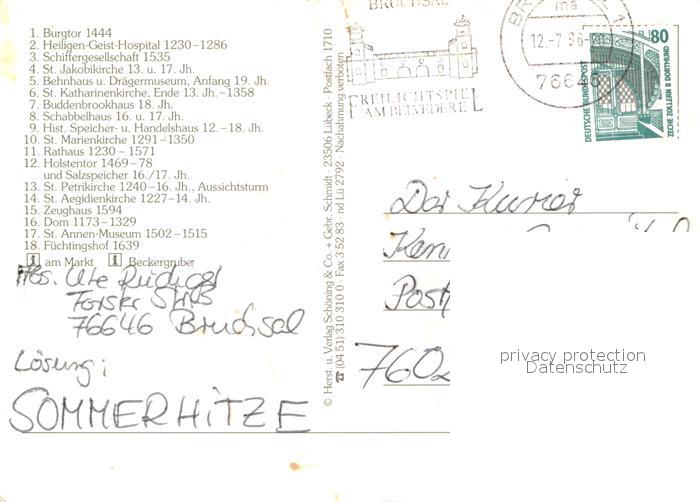 1. Burgtor 1444
2. Heiligen-Geist-Hospital 1230-1286
3. Schiffergesellschaft 1535
4. St. Jakobikirche 13. u. 17. Jh.
5. Behnhaus u. Drägermuseum, Anfang 19. Jh.
6. St. Katharinenkirche, Ende 13. Jh.-1358
7. Buddenbrookhaus 18. Jh.
8. Schabbelhaus 16. u. 17. Jh.
9. Hist. Speicher- u. Handelshaus 12.-18. Jh.
10. St. Marienkirche 1291-1350
11. Rathaus 1230-1571
12. Holstentor 1469-78
und Salzspeicher 16./17. Jh.
13. St. Petrikirche 1240-16. Jh., Aussichtsturm
14. St. Aegidienkirche 1227-14. Jh.
15. Zeughaus 1594
16. Dom 1173-1329
17. St. Annen-Museum 1502-1515
18. Füchtingshof 1639
i am Markt i Beckergrube
Abs. Ute
76646 Bruchsal
Lösung:
SOMMERHITZE
© Herst. u. Verlag Schöning & Co. + Gebr. Schmidt · 23506 Lübeck · Postfach 1710
☎ (04 51) 310 310 0 · Fax 3 52 83 · nd Lü 2792 · Nachahmung verboten
BRUCHSAL
FREILICHTSPIELE
AM BELVEDERE
12.-7.96
766
80
DEUTSCHE BUNDESPOST
ZECHE ZOLLERN II DORTMUND
Der Kurier
Post
7602
privacy protection
Datenschutz